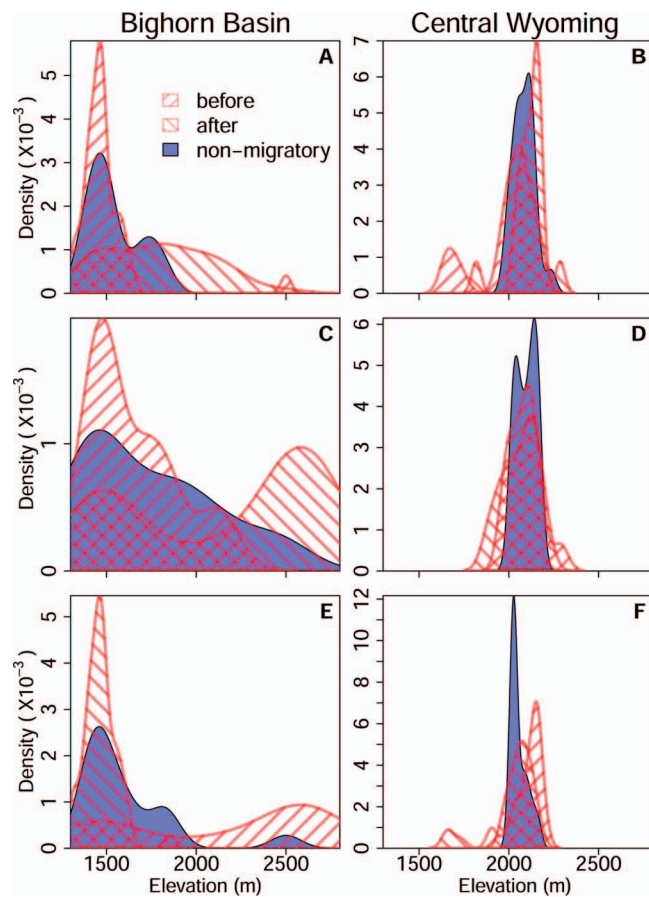 Bighorn Basin Central Wyoming
A
before
after
non-migratory
Density ( X10⁻³ )
0 1 2 3 4 5
B
0 1 2 3 4 5 6 7
C
Density ( X10⁻³ )
0 1
D
0 1 2 3 4 5 6
E
Density ( X10⁻³ )
0 1 2 3 4 5
F
0 2 4 6 8 10 12
1500 2000 2500 1500 2000 2500
Elevation (m) Elevation (m)